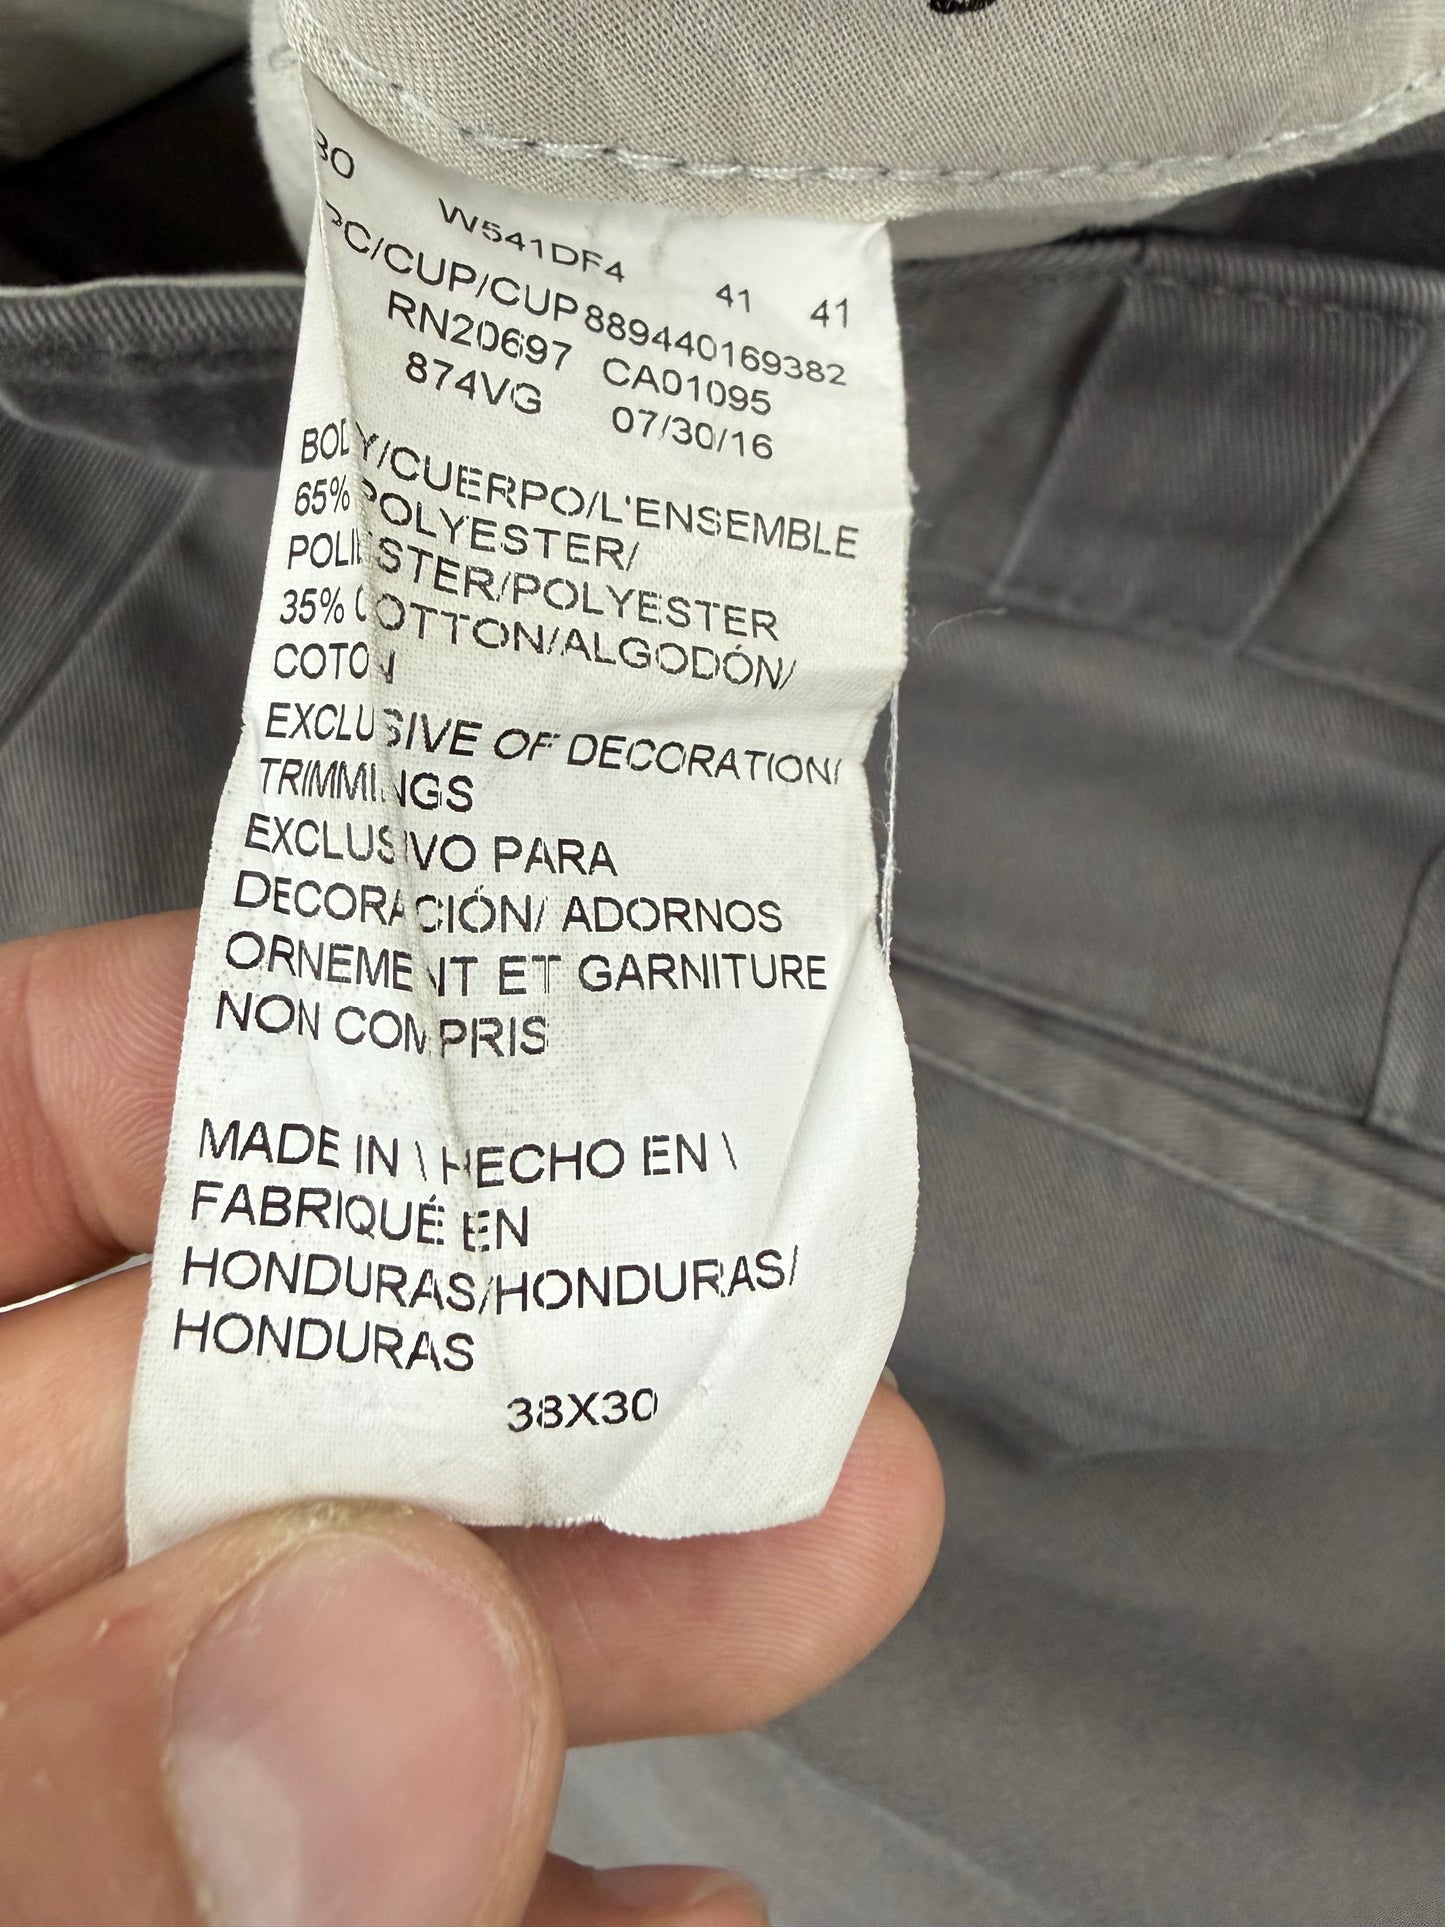 30
W541DF4 41 41
PC/CUP/CUP 889440169382
RN20697 CA01095
874VG 07/30/16
BODY/CUERPO/L'ENSEMBLE
65% POLYESTER/
POLIÉSTER/POLYESTER
35% COTTON/ALGODÓN/
COTON
EXCLUSIVE OF DECORATION/
TRIMMINGS
EXCLUSIVO PARA
DECORACIÓN/ ADORNOS
ORNEMENT ET GARNITURE
NON COMPRIS
MADE IN \ HECHO EN \
FABRIQUÉ EN
HONDURAS/HONDURAS/
HONDURAS
38X30